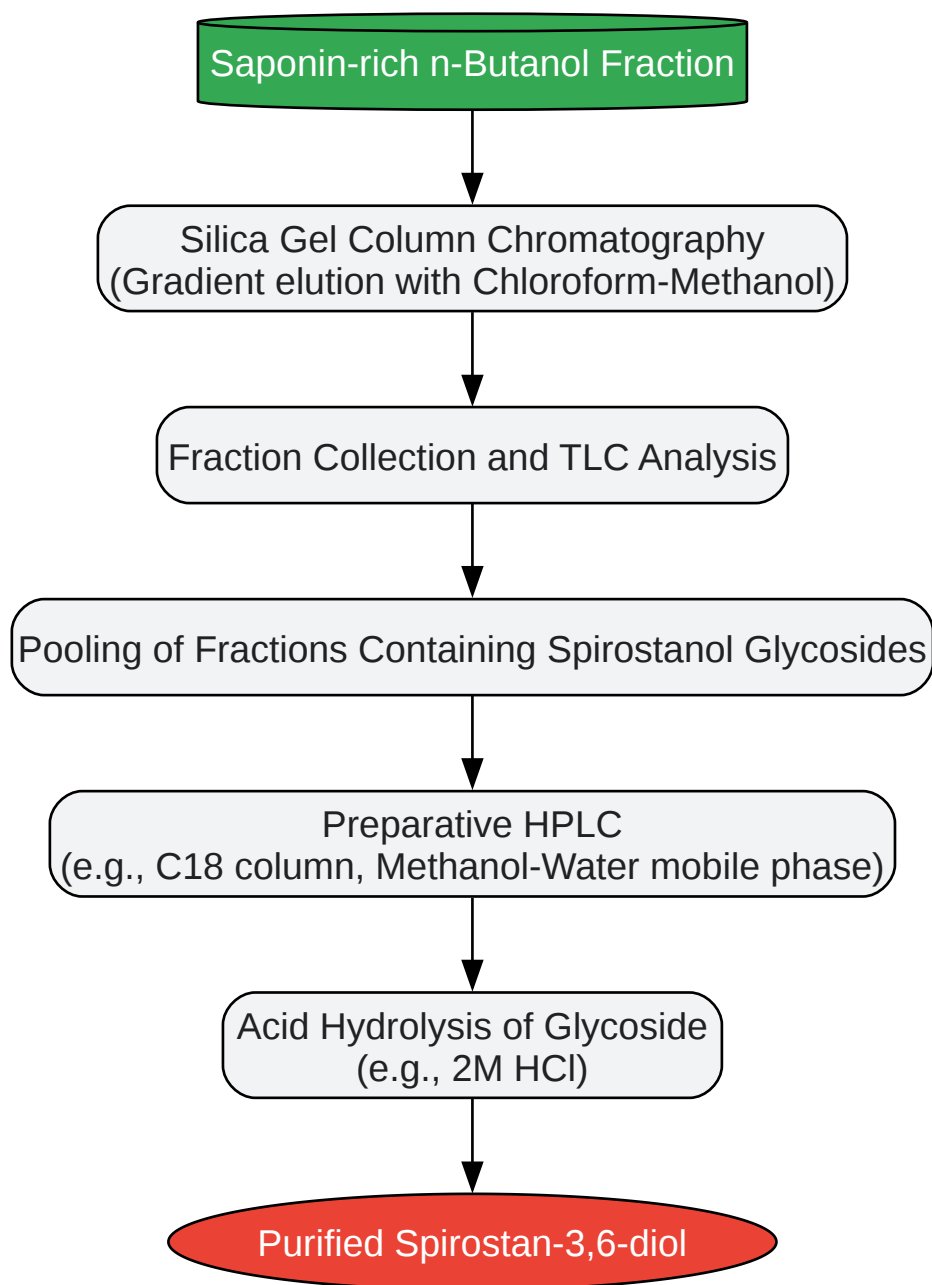 Saponin-rich n-Butanol Fraction
Silica Gel Column Chromatography
(Gradient elution with Chloroform-Methanol)
Fraction Collection and TLC Analysis
Pooling of Fractions Containing Spirostanol Glycosides
Preparative HPLC
(e.g., C18 column, Methanol-Water mobile phase)
Acid Hydrolysis of Glycoside
(e.g., 2M HCl)
Purified Spirostan-3,6-diol